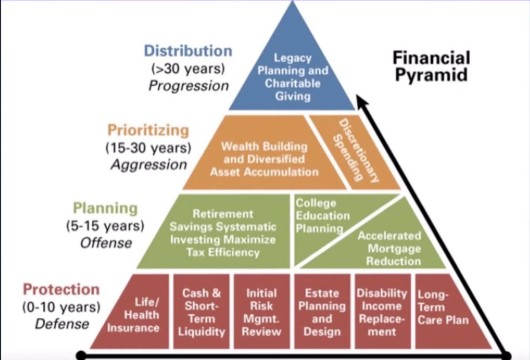 Financial
Pyramid
Distribution
(>30 years)
Progression
Legacy
Planning and
Charitable
Giving
Prioritizing
(15-30 years)
Aggression
Wealth Building
and Diversified
Asset Accumulation
Discretionary
Spending
Planning
(5-15 years)
Offense
Retirement
Savings Systematic
Investing Maximize
Tax Efficiency
College
Education
Planning
Accelerated
Mortgage
Reduction
Protection
(0-10 years)
Defense
Life/
Health
Insurance
Cash &
Short-
Term
Liquidity
Initial
Risk
Mgmt.
Review
Estate
Planning
and
Design
Disability
Income
Replace-
ment
Long-
Term
Care Plan